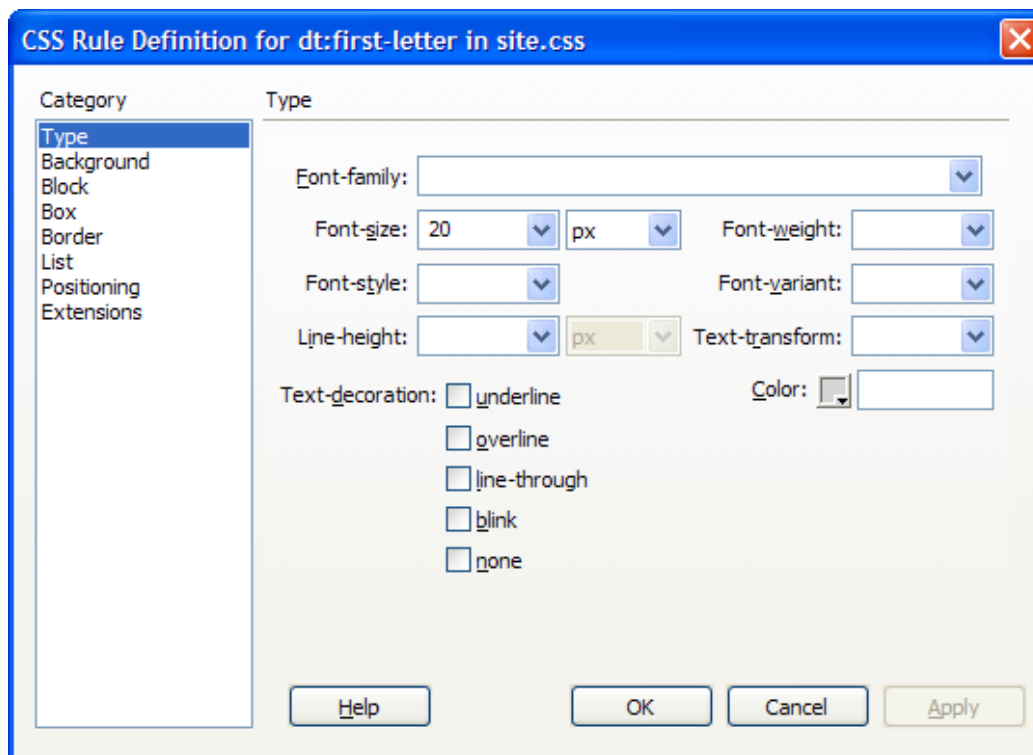 CSS Rule Definition for dt:first-letter in site.css
Category
Type
Type
Background
Block
Box
Border
List
Positioning
Extensions
Font-family:
Font-size: 20 px Font-weight:
Font-style: Font-variant:
Line-height: px Text-transform:
Text-decoration: underline Color:
overline
line-through
blink
none
Help OK Cancel Apply